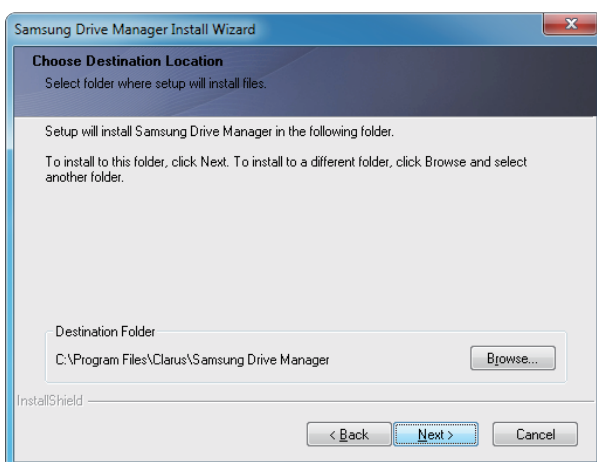 Samsung Drive Manager Install Wizard
Choose Destination Location
Select folder where setup will install files.
Setup will install Samsung Drive Manager in the following folder.
To install to this folder, click Next. To install to a different folder, click Browse and select
another folder.
Destination Folder
C:\Program Files\Clarus\Samsung Drive Manager
Browse...
InstallShield
< Back
Next >
Cancel